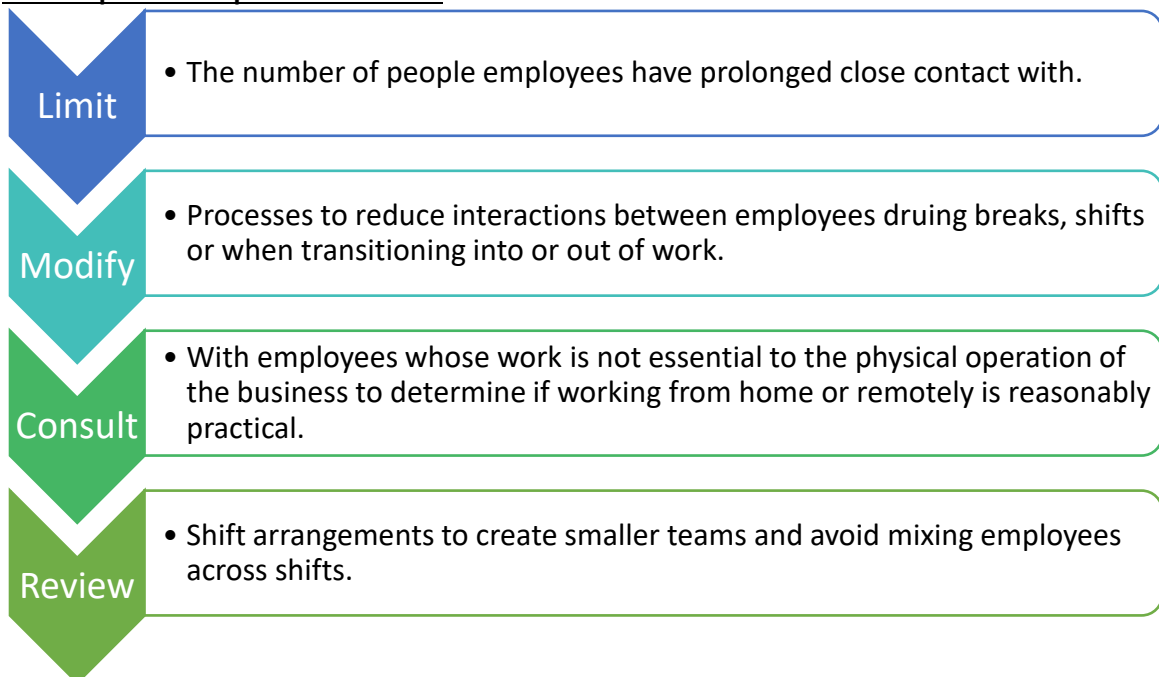 Limit
• The number of people employees have prolonged close contact with.
Modify
• Processes to reduce interactions between employees druing breaks, shifts
or when transitioning into or out of work.
Consult
• With employees whose work is not essential to the physical operation of
the business to determine if working from home or remotely is reasonably
practical.
Review
• Shift arrangements to create smaller teams and avoid mixing employees
across shifts.